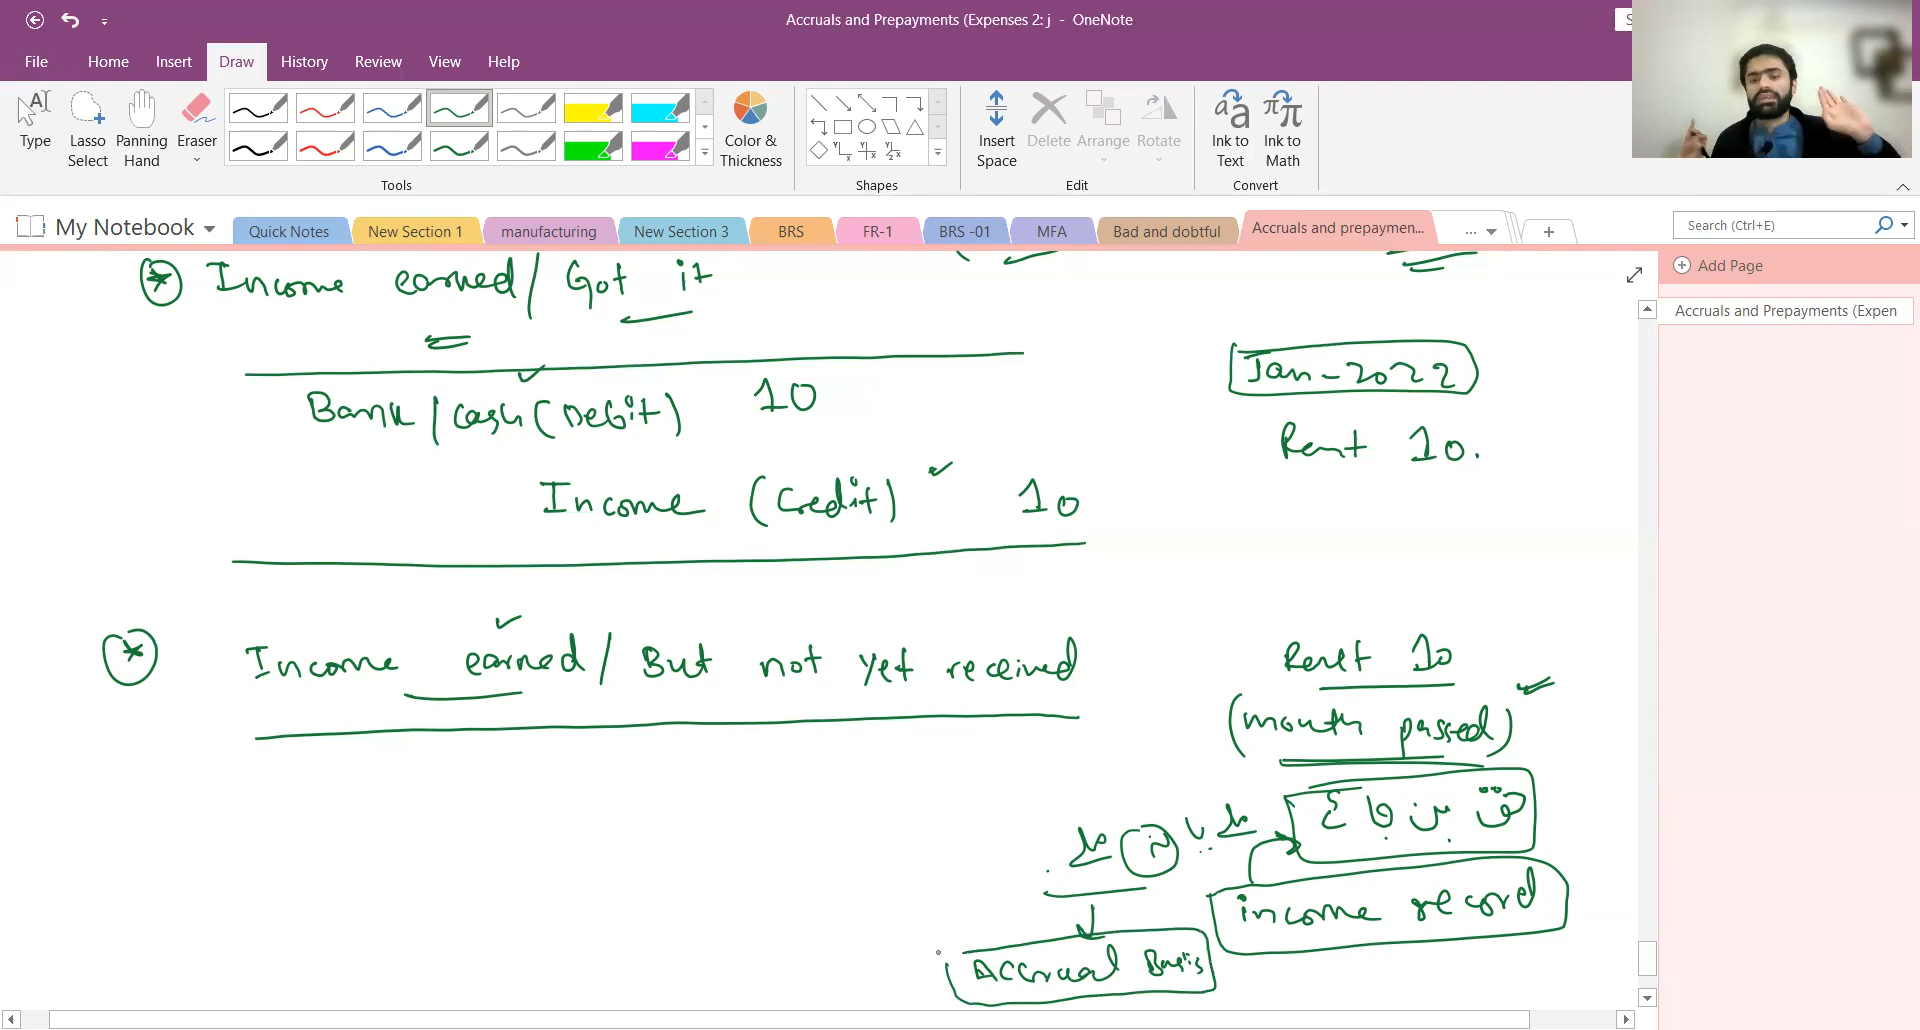 Accruals and Prepayments (Expenses 2: j - OneNote
File Home Insert Draw History Review View Help
Type
Lasso Select
Panning Hand
Eraser
Color & Thickness
Insert Space
Delete
Arrange
Rotate
Ink to Text
Ink to Math
Tools Shapes Edit Convert
My Notebook
Quick Notes New Section 1 manufacturing New Section 3 BRS FR-1 BRS -01 MFA Bad and dobtful Accruals and prepaymen... ...
Search (Ctrl+E)
Add Page
Accruals and Prepayments (Expen
Income earned / Got it
Jan-2022
Bank / Cash (Debit) 10
Rent 10.
Income (Credit) 10
Income earned / But not yet received
Rent 10
(month passed)
income record
Accrual Basis